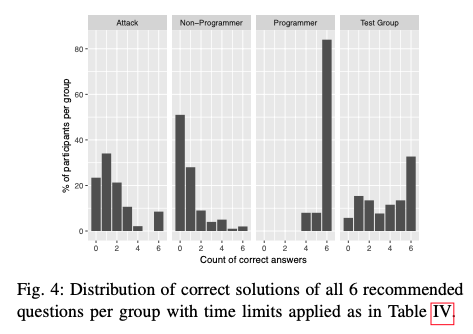 Attack Non−Programmer Programmer Test Group
80
60
40
20
0
% of participants per group
0 2 4 6 0 2 4 6 0 2 4 6 0 2 4 6
Count of correct answers
Fig. 4: Distribution of correct solutions of all 6 recommended
questions per group with time limits applied as in Table IV.